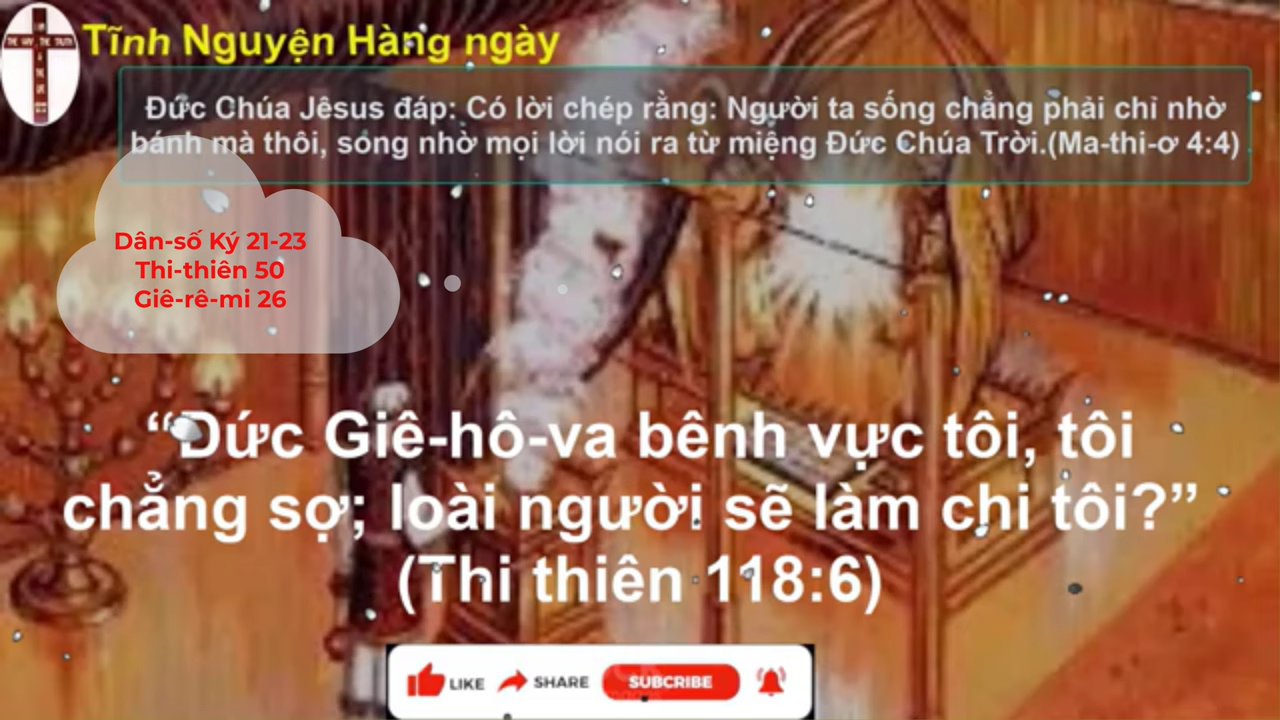 Tĩnh Nguyện Hàng ngày
Đức Chúa Jêsus đáp: Có lời chép rằng: Người ta sống chẳng phải chỉ nhờ
bánh mà thôi, sóng nhờ mọi lời nói ra từ miệng Đức Chúa Trời.(Ma-thi-ơ 4:4)
Dân-số Ký 21-23
Thi-thiên 50
Giê-rê-mi 26
“Đức Giê-hô-va bênh vực tôi, tôi
chẳng sợ; loài người sẽ làm chi tôi?”
(Thi thiên 118:6)
LIKE SHARE SUBCRIBE